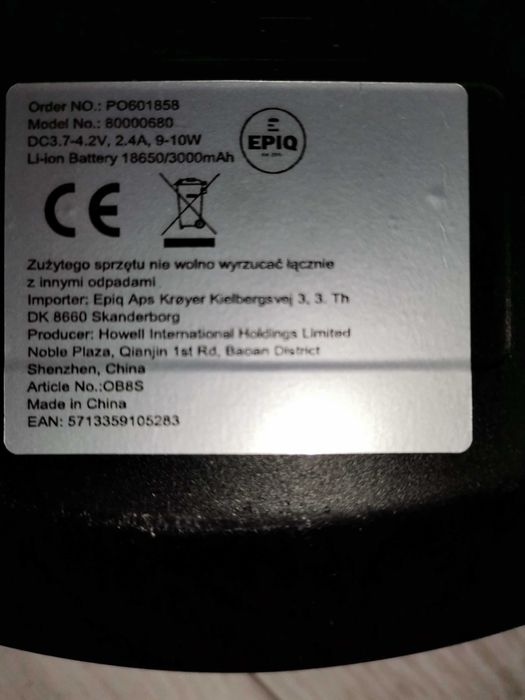 Order NO.: PO601858
Model No.: 80000680
DC3.7-4.2V, 2.4A, 9-10W
Li-ion Battery 18650/3000mAh
EPIQ
Zużytego sprzętu nie wolno wyrzucać łącznie
z innymi odpadami
Importer: Epiq Aps Krøyer Kielbergsvej 3, 3. Th
DK 8660 Skanderborg
Producer: Howell International Holdings Limited
Noble Plaza, Qianjin 1st Rd, Baoan District
Shenzhen, China
Article No.:OB8S
Made in China
EAN: 5713359105283